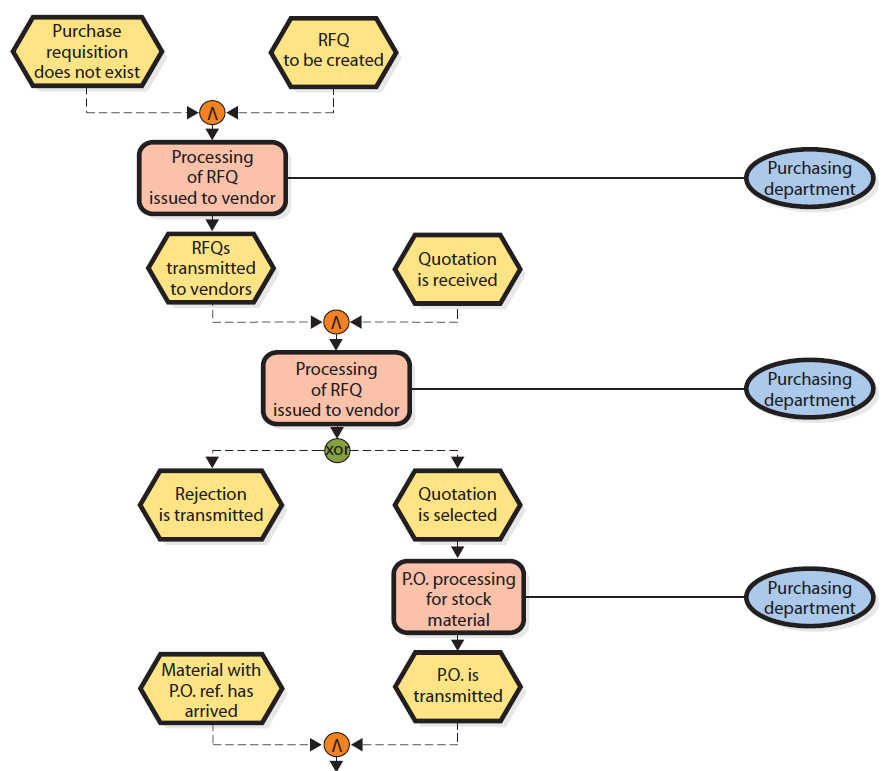 Purchase
requisition
does not exist
RFQ
to be created
Λ
Processing
of RFQ
issued to vendor
Purchasing
department
RFQs
transmitted
to vendors
Quotation
is received
Λ
Processing
of RFQ
issued to vendor
Purchasing
department
xor
Rejection
is transmitted
Quotation
is selected
P.O. processing
for stock
material
Purchasing
department
Material with
P.O. ref. has
arrived
P.O. is
transmitted
Λ